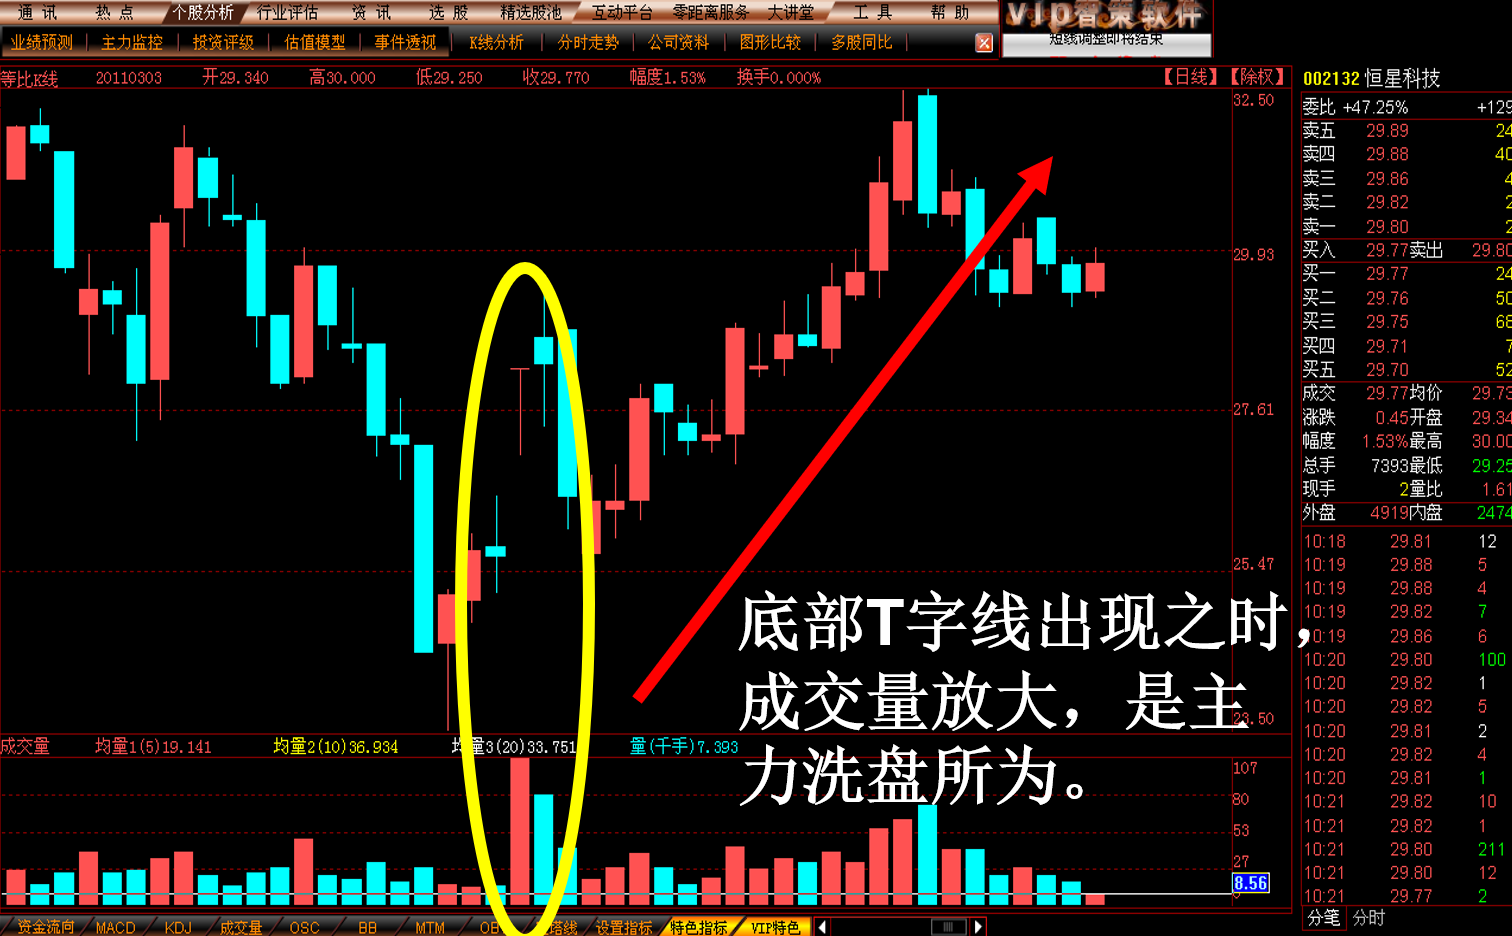 通 讯 热 点 个股分析 行业评估 资 讯 选 股 精选股池 互动平台 零距离服务 大讲堂 工 具 帮 助
vip智策软件
业绩预测 主力监控 投资评级 估值模型 事件透视 K线分析 分时走势 公司资料 图形比较 多股同比
短线调整即将结束
等比K线 20110303 开29.340 高30.000 低29.250 收29.770 幅度1.53% 换手0.000% 【日线】【除权】
002132 恒星科技
32.50
29.93
27.61
25.47
23.50
委比 +47.25% +129
卖五 29.89 24
卖四 29.88 40
卖三 29.86 4
卖二 29.82 2
卖一 29.80 2
买入 29.77 卖出 29.80
买一 29.77 24
买二 29.76 50
买三 29.75 68
买四 29.71 7
买五 29.70 52
成交 29.77 均价 29.73
涨跌 0.45 开盘 29.34
幅度 1.53% 最高 30.00
总手 7393 最低 29.25
现手 2 量比 1.61
外盘 4919 内盘 2474
10:18 29.81 12
10:19 29.88 5
10:19 29.88 4
10:19 29.82 7
10:19 29.86 6
10:20 29.80 100
10:20 29.82 1
10:20 29.82 5
10:20 29.81 2
10:20 29.82 4
10:20 29.81 1
10:21 29.82 10
10:21 29.82 1
10:21 29.80 211
10:21 29.80 12
10:21 29.77 2
分笔 分时
底部T字线出现之时,
成交量放大，是主
力洗盘所为。
成交量 均量1(5)19.141 均量2(10)36.934 均量3(20)33.751 量(千手)7.393
107
80
53
27
8.56
资金流向 MACD KDJ 成交量 OSC BB MTM OB 塔线 设置指标 特色指标 VIP特色